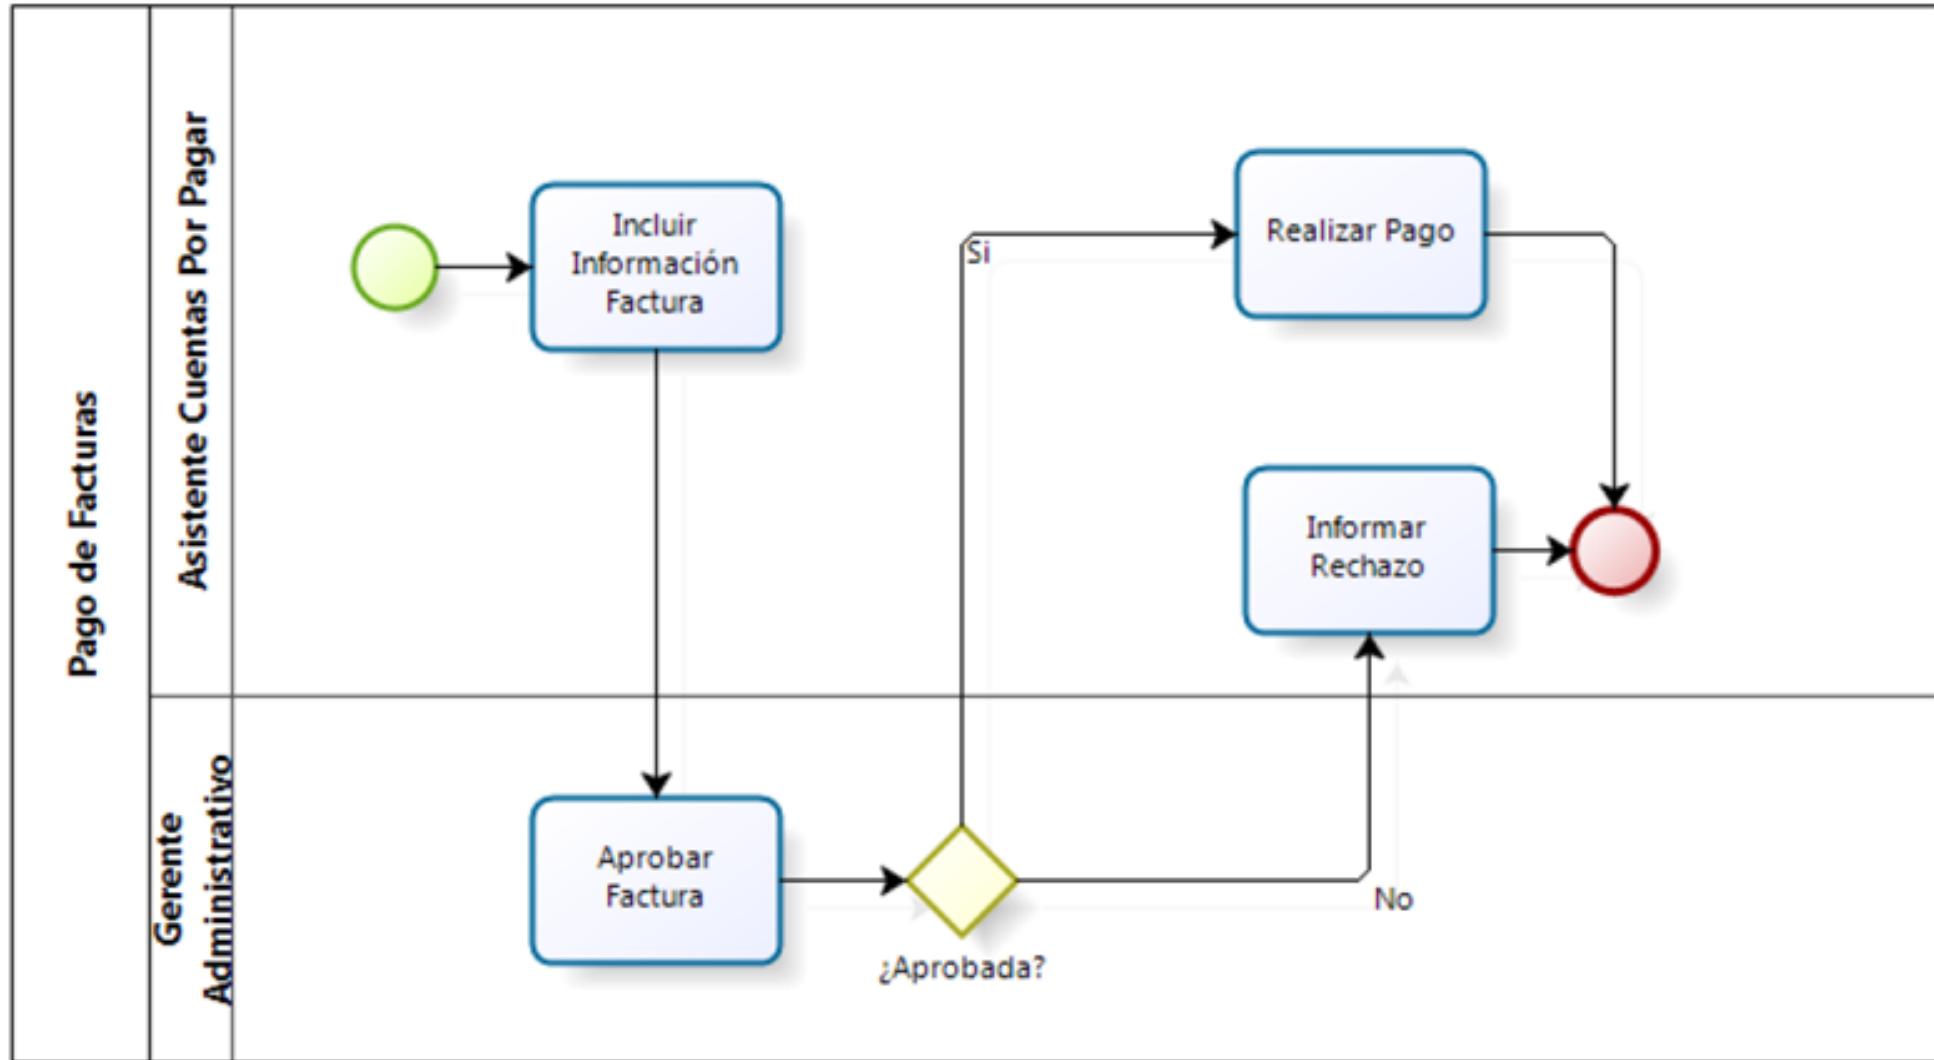 Pago de Facturas
Asistente Cuentas Por Pagar
Incluir
Información
Factura
Si
Realizar Pago
Informar
Rechazo
Gerente
Administrativo
Aprobar
Factura
¿Aprobada?
No